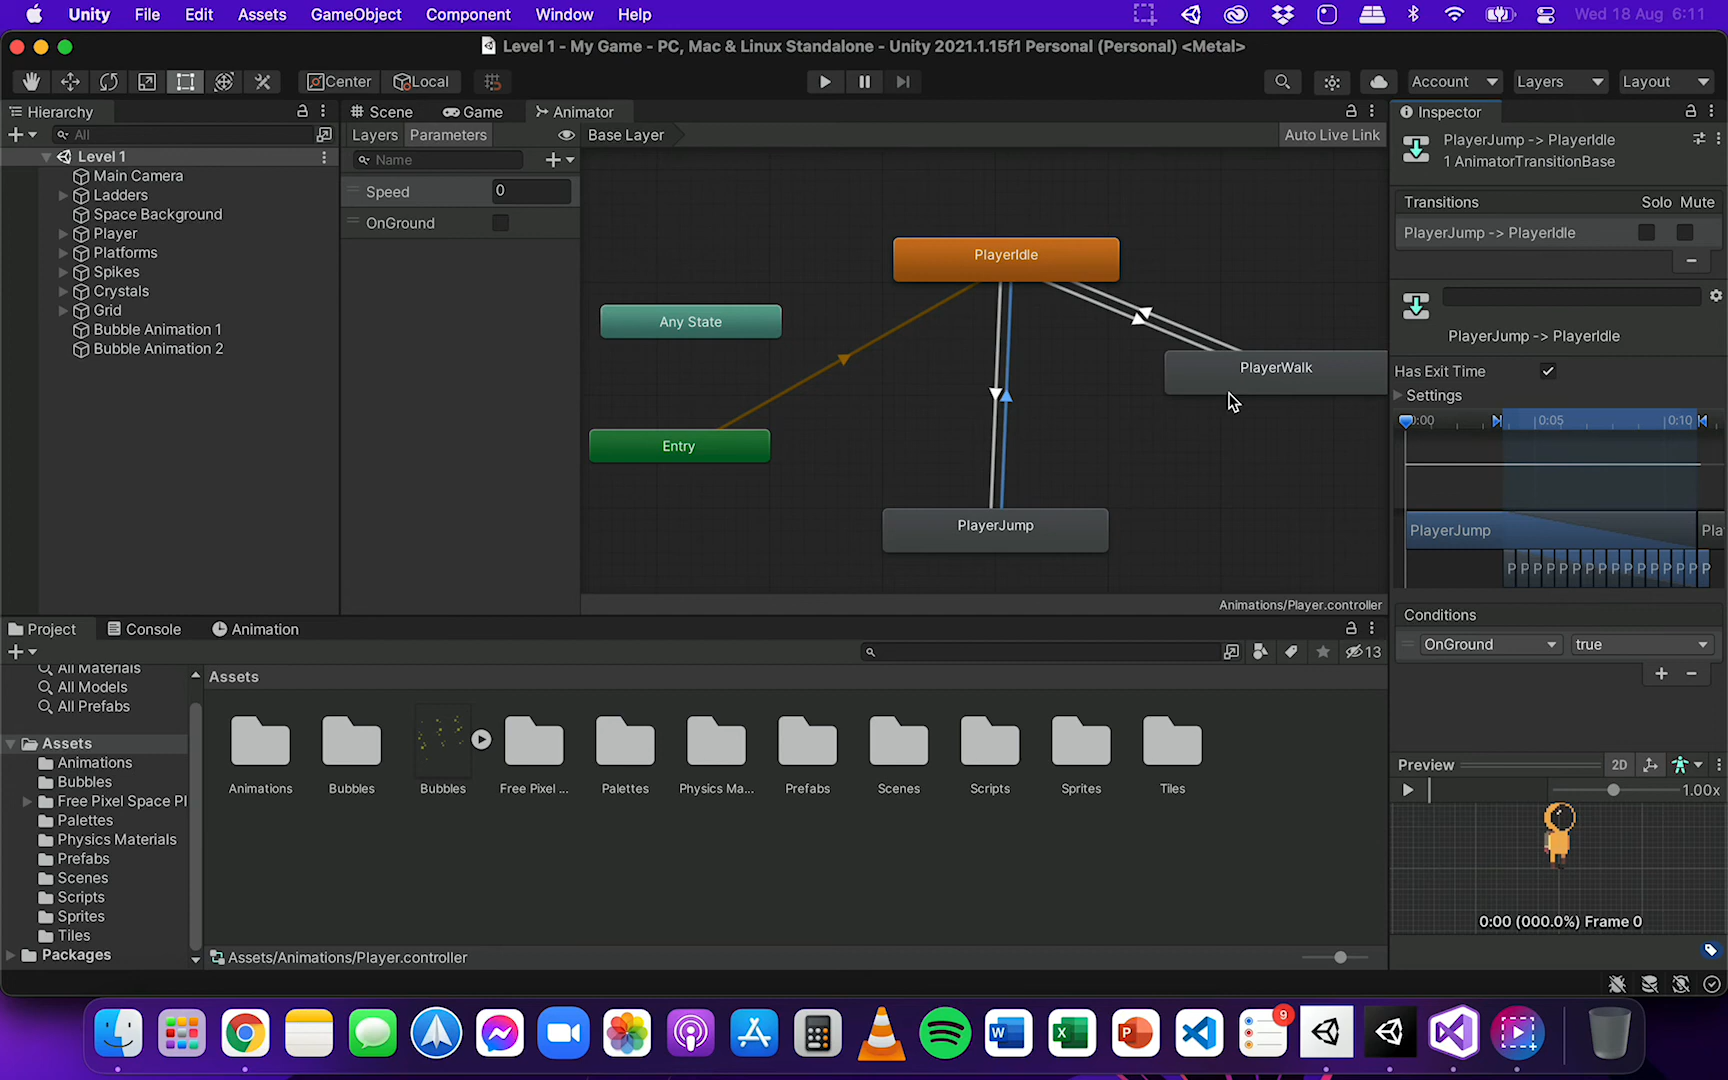 Unity File Edit Assets GameObject Component Window Help Wed 18 Aug 6:11
Level 1 - My Game - PC, Mac & Linux Standalone - Unity 2021.1.15f1 Personal (Personal) <Metal>
Center Local Account Layers Layout
Hierarchy
All
Level 1
Main Camera
Ladders
Space Background
Player
Platforms
Spikes
Crystals
Grid
Bubble Animation 1
Bubble Animation 2
Scene Game Animator
Layers Parameters Base Layer Auto Live Link
Name
Speed 0
OnGround
PlayerIdle
Any State
PlayerWalk
Entry
PlayerJump
Animations/Player.controller
Inspector
PlayerJump -> PlayerIdle
1 AnimatorTransitionBase
Transitions Solo Mute
PlayerJump -> PlayerIdle
PlayerJump -> PlayerIdle
Has Exit Time
Settings
0:00 0:05 0:10
PlayerJump Pla
P P P P P P P P P P P P P P P P
Conditions
OnGround true
Preview 2D
1.00x
0:00 (000.0%) Frame 0
Project Console Animation
13
All Materials
All Models
All Prefabs
Assets
Animations
Bubbles
Free Pixel Space Pl
Palettes
Physics Materials
Prefabs
Scenes
Scripts
Sprites
Tiles
Packages
Assets
Animations Bubbles Bubbles Free Pixel ... Palettes Physics Ma... Prefabs Scenes Scripts Sprites Tiles
Assets/Animations/Player.controller
W X P 9